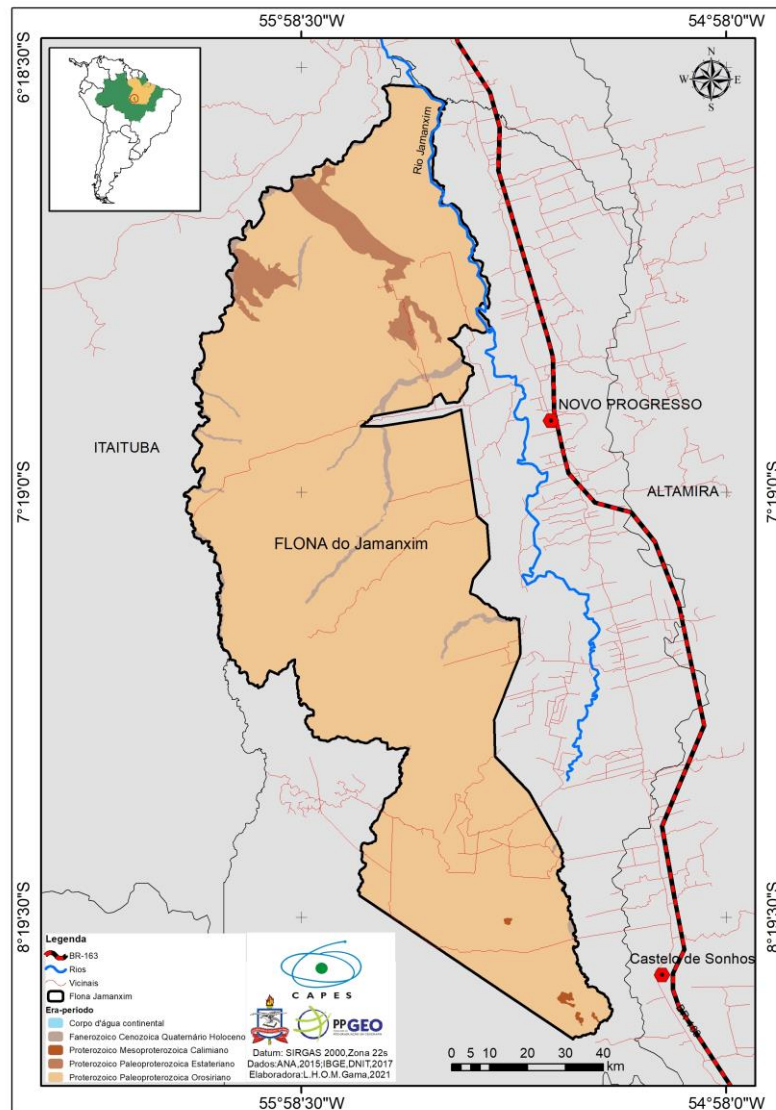 55°58'30"W
54°58'0"W
6°18'30"S
N
W
E
S
Rio Jamanxim
NOVO PROGRESSO
ITAITUBA
ALTAMIRA
7°19'0"S
7°19'0"S
FLONA do Jamanxim
8°19'30"S
8°19'30"S
Castelo de Sonhos
BR-163
Legenda
BR-163
Rios
Vicinais
Flona Jamanxim
Era-periodo
Corpo d'água continental
Fanerozoico Cenozoica Quaternário Holoceno
Proterozoico Mesoproterozoica Calimiano
Proterozoico Paleoproterozoica Estateriano
Proterozoico Paleoproterozoica Orosiriano
CAPES
PPGEO
Datum: SIRGAS 2000,Zona 22s
Dados:ANA,2015;IBGE,DNIT,2017
Elaboradora:L.H.O.M.Gama,2021
0 5 10 20 30 40
km
55°58'30"W
54°58'0"W